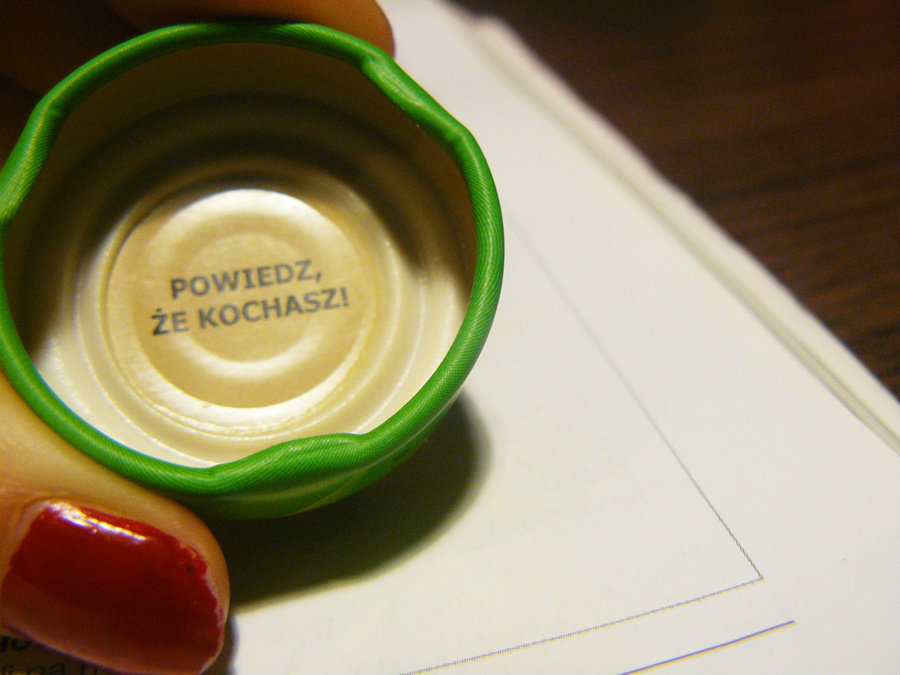 POWIEDZ,
ŻE KOCHASZ!